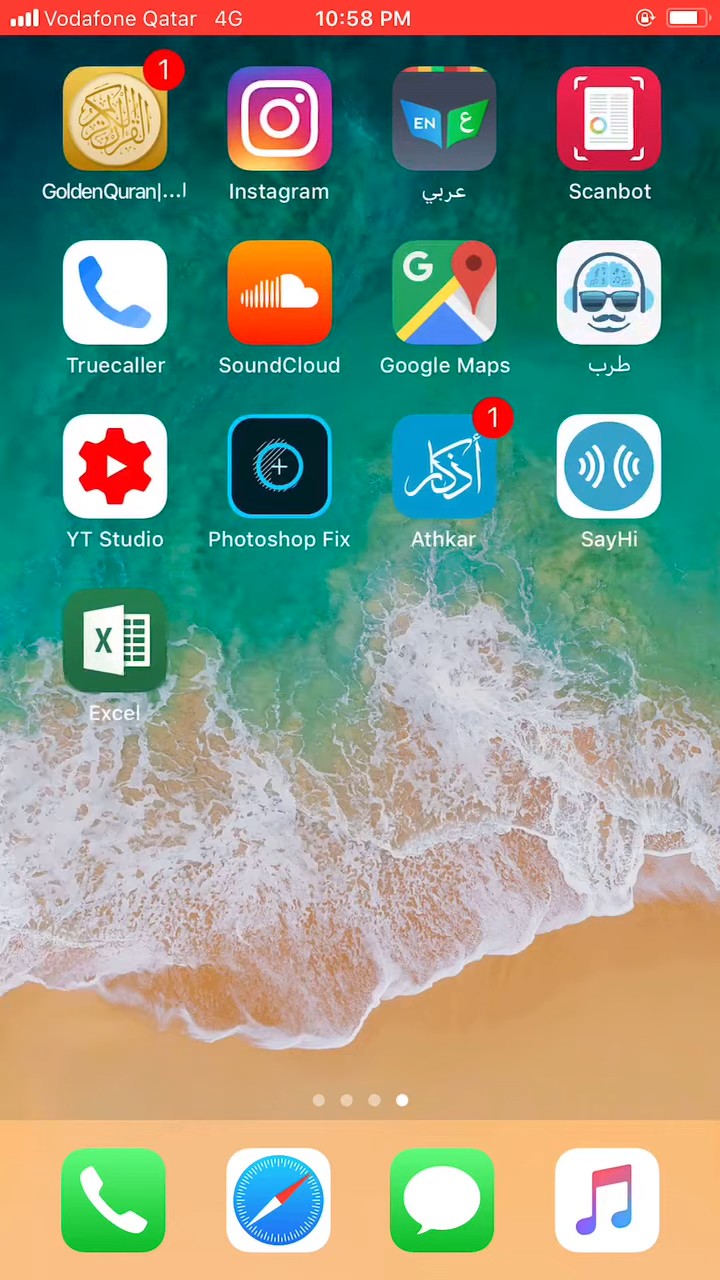 Vodafone Qatar 4G 10:58 PM
1
EN ع
GoldenQuran|...ا Instagram عربي Scanbot
G
Truecaller SoundCloud Google Maps طرب
1
أذكار
YT Studio Photoshop Fix Athkar SayHi
X
Excel